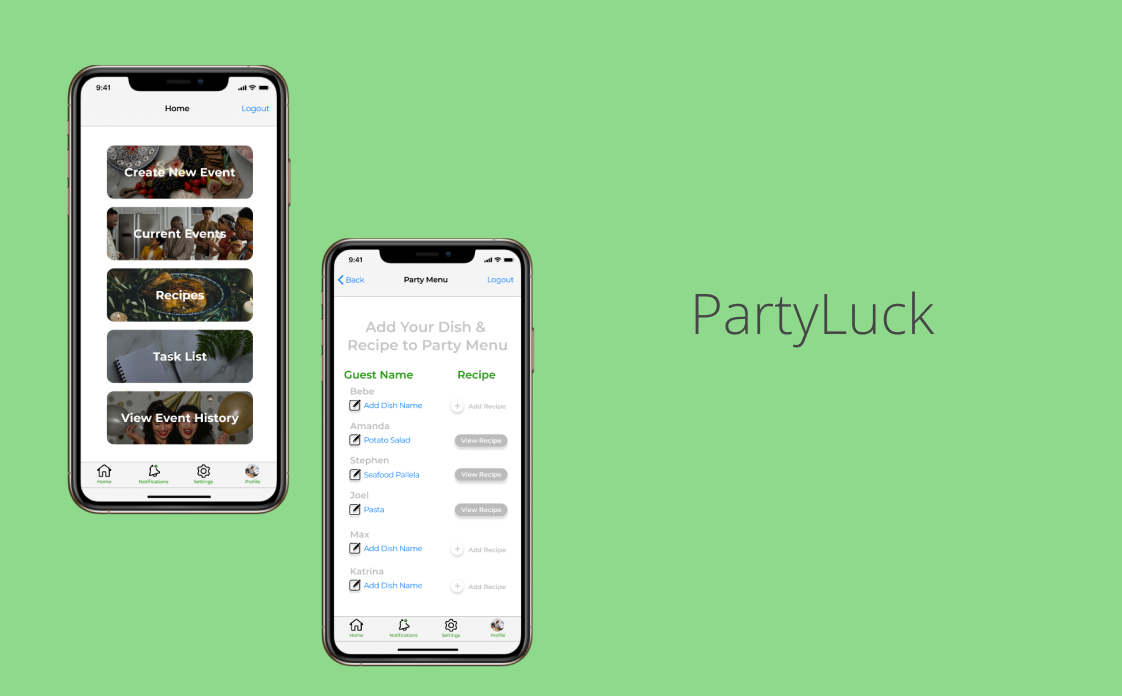 9:41
Home
Logout
Create New Event
Current Events
Recipes
Task List
View Event History
Home
Notifications
Settings
Profile
9:41
Back
Party Menu
Logout
Add Your Dish &
Recipe to Party Menu
Guest Name
Recipe
Bebe
Add Dish Name
Add Recipe
Amanda
Potato Salad
View Recipe
Stephen
Seafood Pallela
View Recipe
Joel
Pasta
View Recipe
Max
Add Dish Name
Add Recipe
Katrina
Add Dish Name
Add Recipe
Home
Notifications
Settings
Profile
PartyLuck